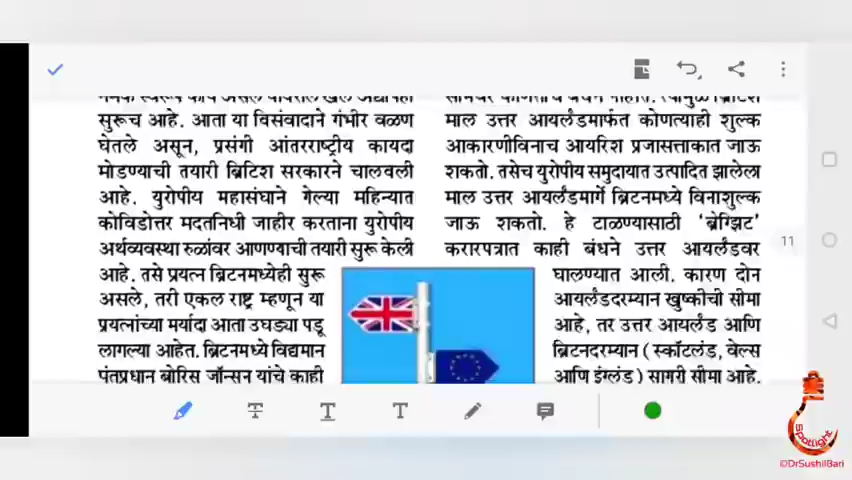 सुरूच आहे. आता या विसंवादाने गंभीर वळण
घेतले असून, प्रसंगी आंतरराष्ट्रीय कायदा
मोडण्याची तयारी ब्रिटिश सरकारने चालवली
आहे. युरोपीय महासंघाने गेल्या महिन्यात
कोविडोत्तर मदतनिधी जाहीर करताना युरोपीय
अर्थव्यवस्था रुळांवर आणण्याची तयारी सुरू केली
आहे. तसे प्रयत्न ब्रिटनमध्येही सुरू
असले, तरी एकल राष्ट्र म्हणून या
प्रयत्नांच्या मर्यादा आता उघड्या पडू
लागल्या आहेत. ब्रिटनमध्ये विद्यमान
पंतप्रधान बोरिस जॉन्सन यांचे काही
माल उत्तर आयर्लंडमार्फत कोणत्याही शुल्क
आकारणीविनाच आयरिश प्रजासत्ताकात जाऊ
शकतो. तसेच युरोपीय समुदायात उत्पादित झालेला
माल उत्तर आयर्लंडमार्गे ब्रिटनमध्ये विनाशुल्क
जाऊ शकतो. हे टाळण्यासाठी ‘ब्रेग्झिट’
करारपत्रात काही बंधने उत्तर आयर्लंडवर
घालण्यात आली. कारण दोन
आयर्लंडदरम्यान खुष्कीची सीमा
आहे, तर उत्तर आयर्लंड आणि
ब्रिटनदरम्यान (स्कॉटलंड, वेल्स
आणि इंग्लंड) सागरी सीमा आहे.
11
Spotlight
©DrSushilBari